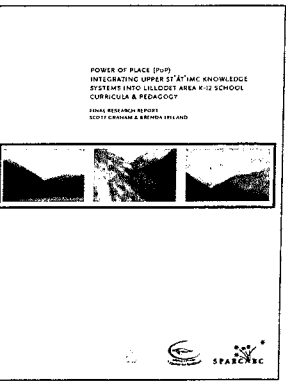 POWER OF PLACE (PoP)
INTEGRATING UPPER ST'ÁT'IMC KNOWLEDGE
SYSTEMS INTO LILLOOET AREA K-12 SCHOOL
CURRICULA & PEDAGOGY
FINAL RESEARCH REPORT
SCOTT GRAHAM & BRENDA IRELAND
SPARC BC